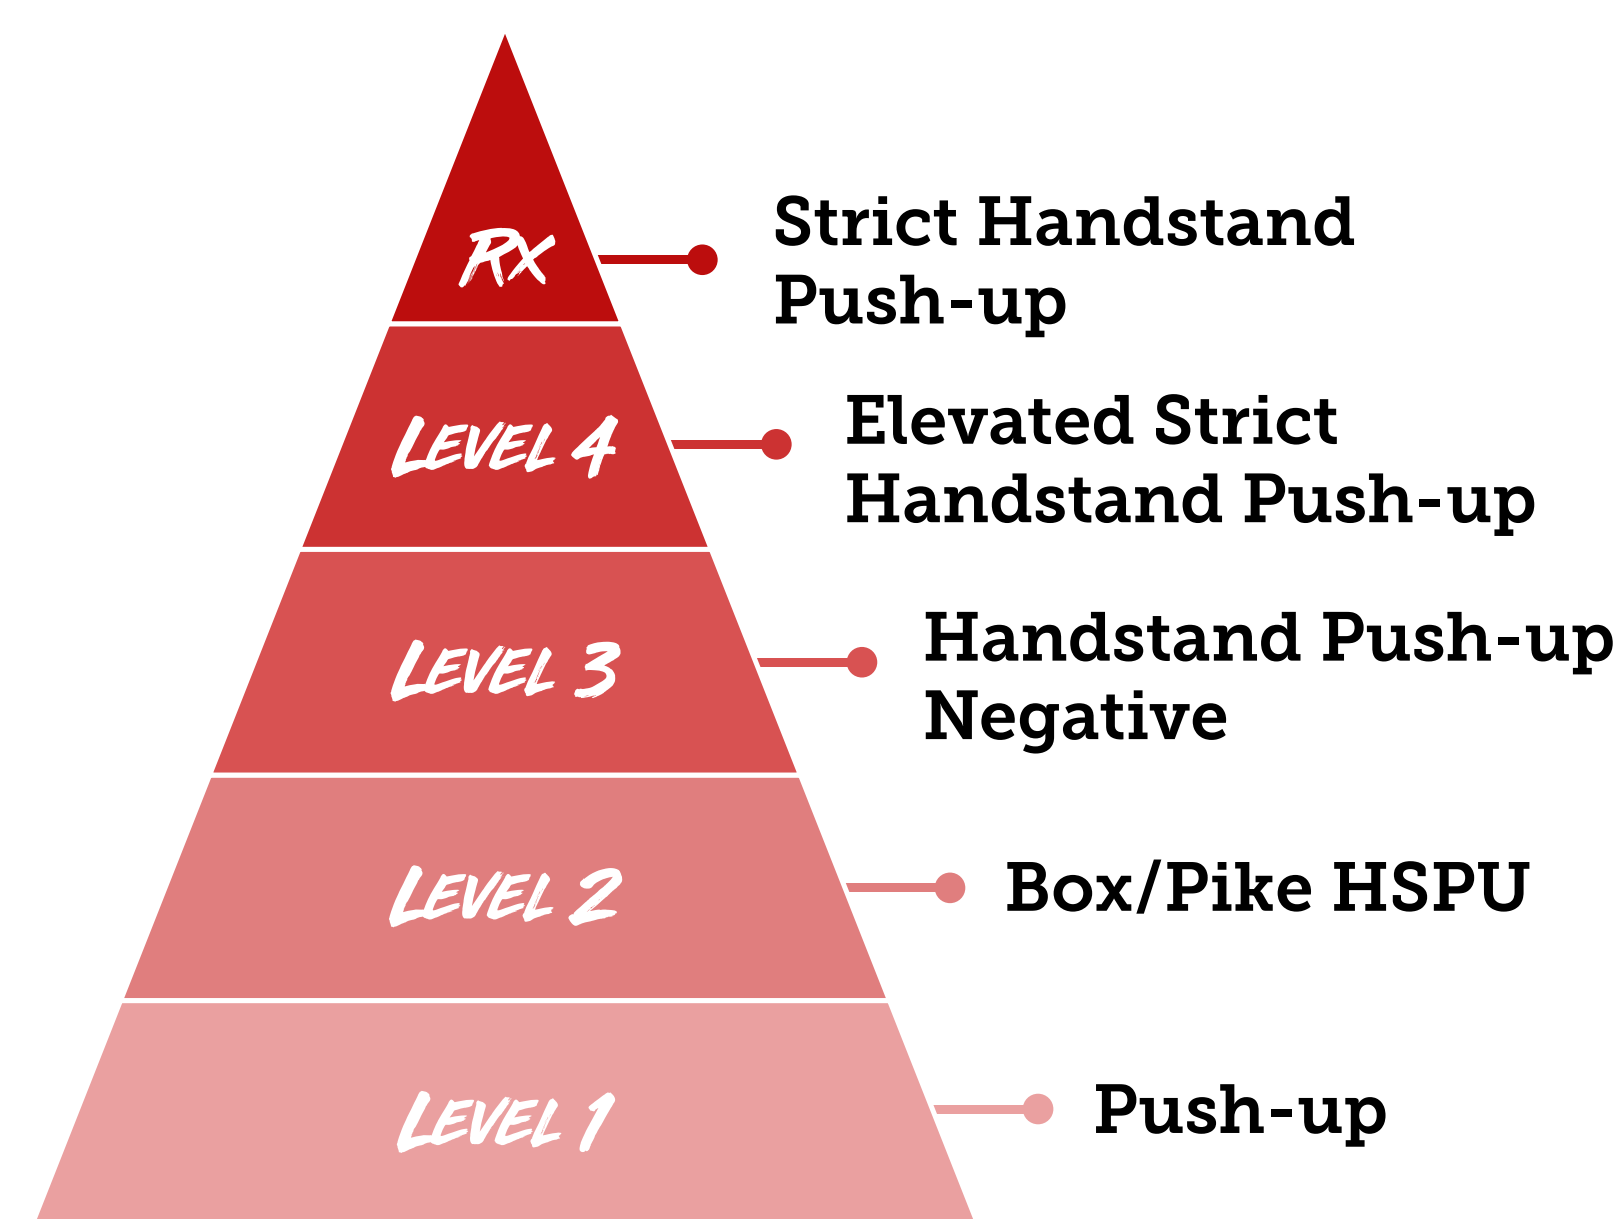 RX
Strict Handstand
Push-up
LEVEL 4
Elevated Strict
Handstand Push-up
LEVEL 3
Handstand Push-up
Negative
LEVEL 2
Box/Pike HSPU
LEVEL 1
Push-up